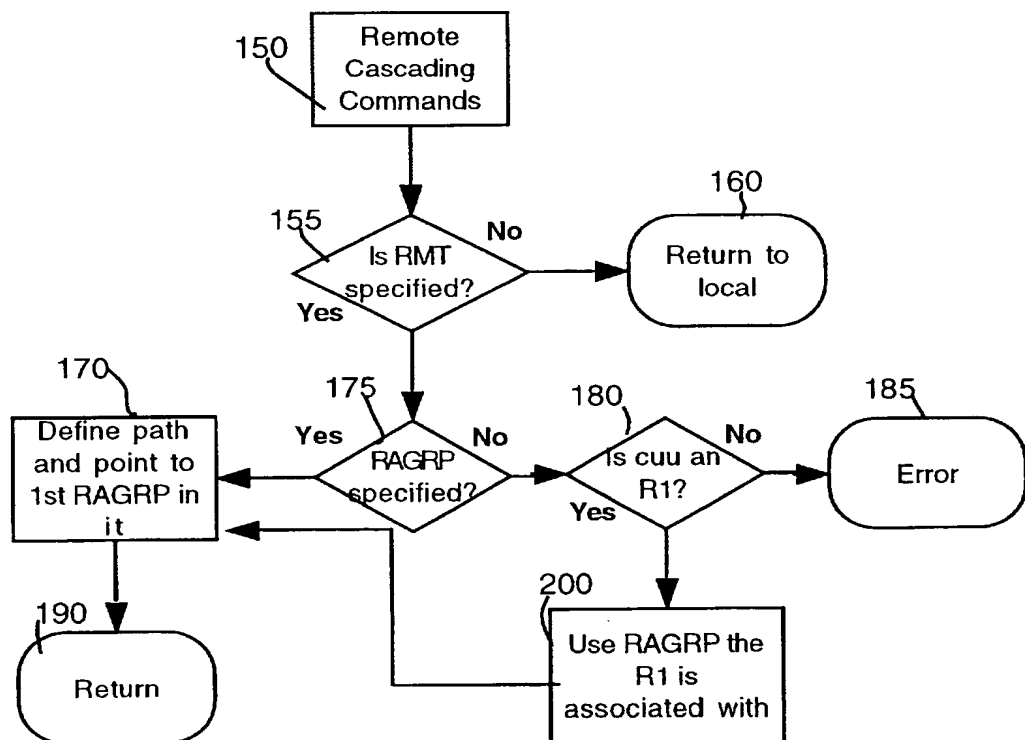 150
Remote
Cascading
Commands
155
Is RMT
specified?
No
Yes
160
Return to
local
170
Define path
and point to
1st RAGRP in
it
175
Yes
RAGRP
specified?
No
180
Is cuu an
R1?
No
Yes
185
Error
190
Return
200
Use RAGRP the
R1 is
associated with